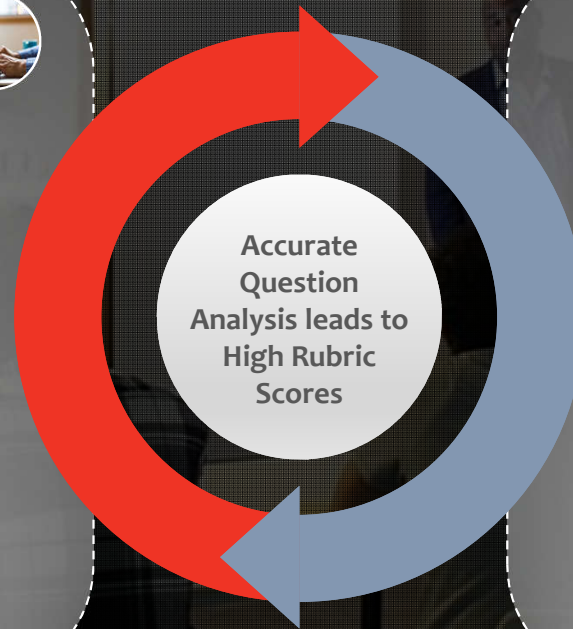 Accurate
Question
Analysis leads to
High Rubric
Scores